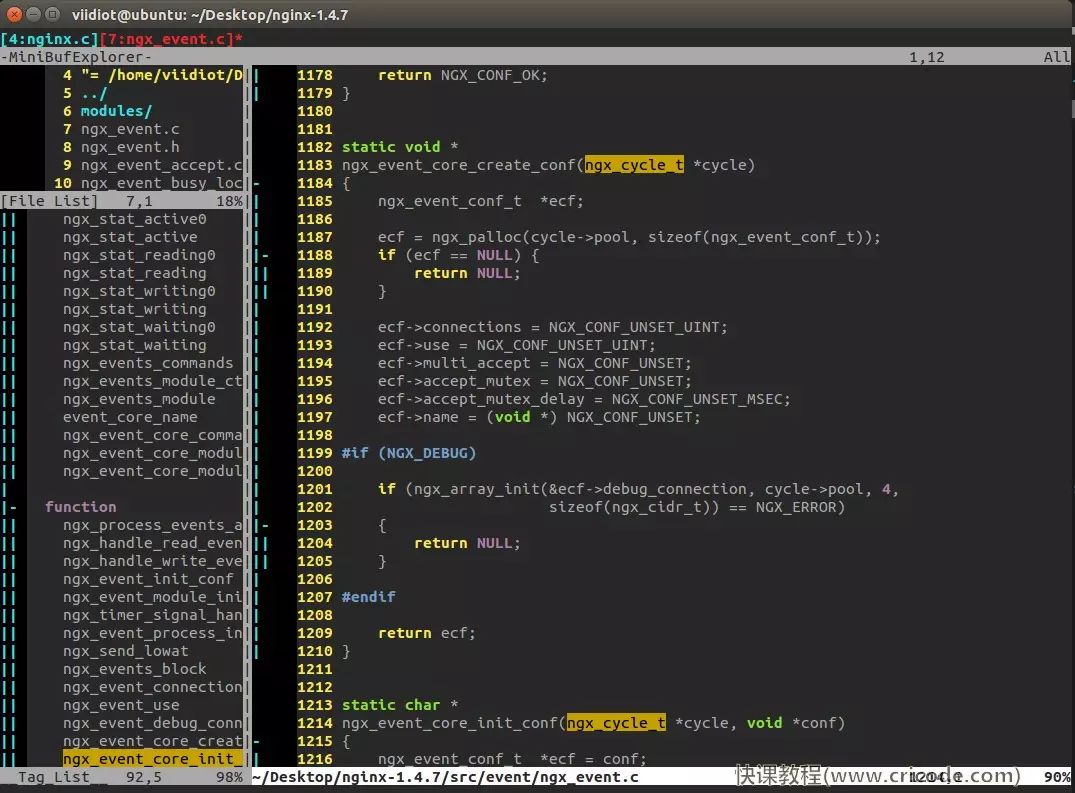 viidiot@ubuntu: ~/Desktop/nginx-1.4.7
[4:nginx.c][7:ngx_event.c]*
-MiniBufExplorer- 1,12 All
4 "= /home/viidiot/D
5 ../
6 modules/
7 ngx_event.c
8 ngx_event.h
9 ngx_event_accept.c
10 ngx_event_busy_loc
[File List] 7,1 18%
ngx_stat_active0
ngx_stat_active
ngx_stat_reading0
ngx_stat_reading
ngx_stat_writing0
ngx_stat_writing
ngx_stat_waiting0
ngx_stat_waiting
ngx_events_commands
ngx_events_module_ct
ngx_events_module
event_core_name
ngx_event_core_comma
ngx_event_core_modul
ngx_event_core_modul
function
ngx_process_events_a
ngx_handle_read_even
ngx_handle_write_eve
ngx_event_init_conf
ngx_event_module_ini
ngx_timer_signal_han
ngx_event_process_in
ngx_send_lowat
ngx_events_block
ngx_event_connection
ngx_event_use
ngx_event_debug_conn
ngx_event_core_creat
ngx_event_core_init_
__Tag_List__ 92,5 98%
1178 return NGX_CONF_OK;
1179 }
1180
1181
1182 static void *
1183 ngx_event_core_create_conf(ngx_cycle_t *cycle)
1184 {
1185 ngx_event_conf_t  *ecf;
1186
1187 ecf = ngx_palloc(cycle->pool, sizeof(ngx_event_conf_t));
1188 if (ecf == NULL) {
1189 return NULL;
1190 }
1191
1192 ecf->connections = NGX_CONF_UNSET_UINT;
1193 ecf->use = NGX_CONF_UNSET_UINT;
1194 ecf->multi_accept = NGX_CONF_UNSET;
1195 ecf->accept_mutex = NGX_CONF_UNSET;
1196 ecf->accept_mutex_delay = NGX_CONF_UNSET_MSEC;
1197 ecf->name = (void *) NGX_CONF_UNSET;
1198
1199 #if (NGX_DEBUG)
1200
1201 if (ngx_array_init(&ecf->debug_connection, cycle->pool, 4,
1202 sizeof(ngx_cidr_t)) == NGX_ERROR)
1203 {
1204 return NULL;
1205 }
1206
1207 #endif
1208
1209 return ecf;
1210 }
1211
1212
1213 static char *
1214 ngx_event_core_init_conf(ngx_cycle_t *cycle, void *conf)
1215 {
1216 ngx_event_conf_t  *ecf = conf;
~/Desktop/nginx-1.4.7/src/event/ngx_event.c 90%
快课教程(www.cricode.com)